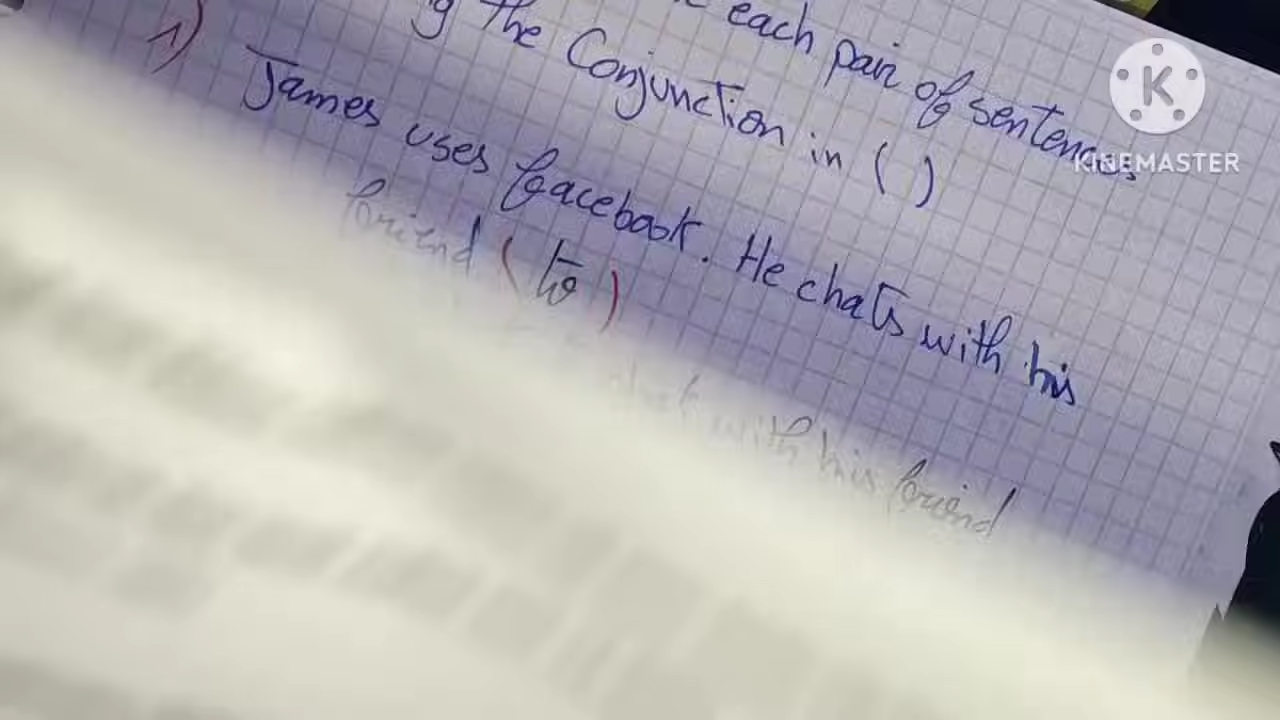 each pair of sentences
the Conjunction in ( )
1) James uses facebook. He chats with his
friend (to)
with his friend
KINEMASTER